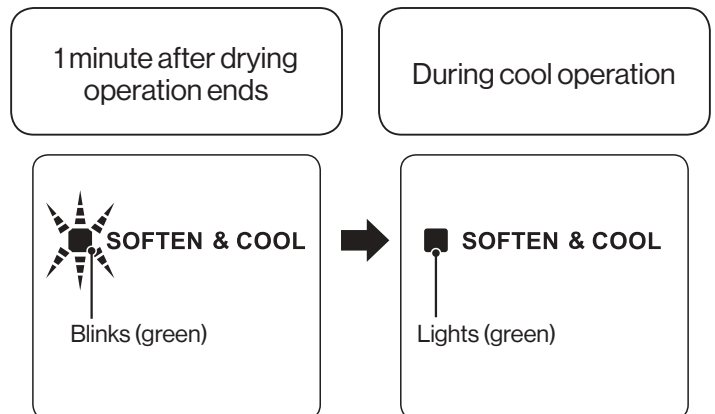 1 minute after drying
operation ends
During cool operation
SOFTEN & COOL
Blinks (green)
SOFTEN & COOL
Lights (green)